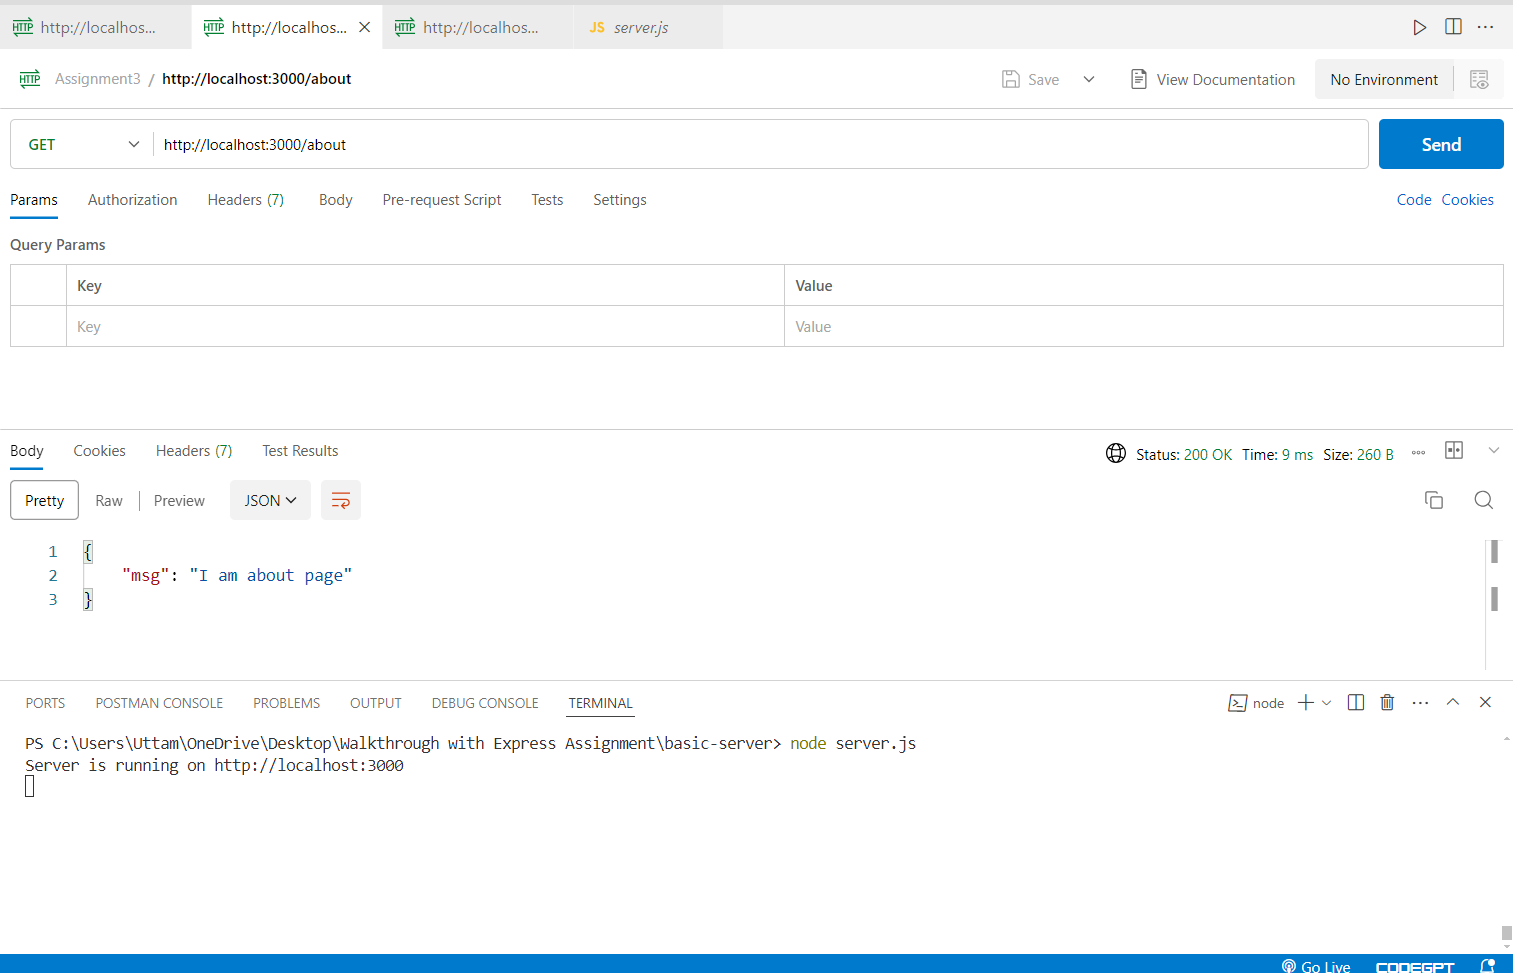 HTTP http://localhos... HTTP http://localhos... HTTP http://localhos... JS server.js
HTTP Assignment3 / http://localhost:3000/about Save View Documentation No Environment
GET http://localhost:3000/about Send
Params Authorization Headers (7) Body Pre-request Script Tests Settings Code Cookies
Query Params
Key Value
Key Value
Body Cookies Headers (7) Test Results Status: 200 OK Time: 9 ms Size: 260 B
Pretty Raw Preview JSON
1 {
2 "msg": "I am about page"
3 }
PORTS POSTMAN CONSOLE PROBLEMS OUTPUT DEBUG CONSOLE TERMINAL node
PS C:\Users\Uttam\OneDrive\Desktop\Walkthrough with Express Assignment\basic-server> node server.js
Server is running on http://localhost:3000
Go Live CODEGPT